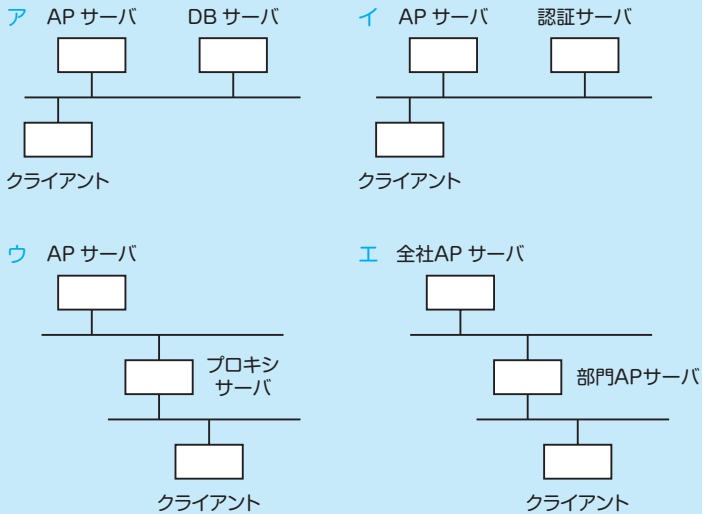 ア AP サーバ DB サーバ
クライアント
イ AP サーバ 認証サーバ
クライアント
ウ AP サーバ
プロキシ
サーバ
クライアント
エ 全社AP サーバ
部門APサーバ
クライアント